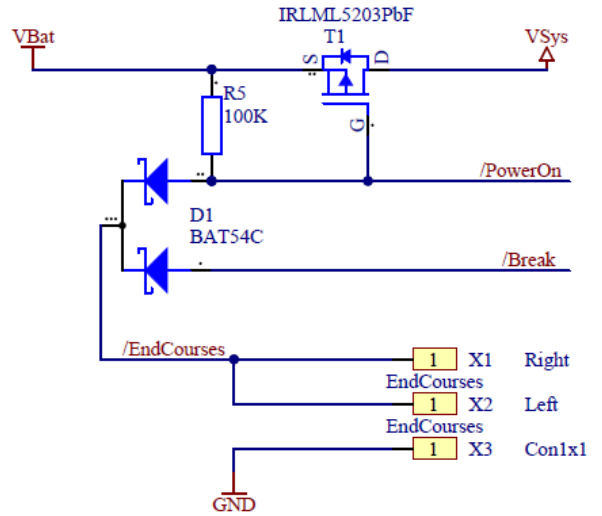 IRLML5203PbF
VBat
T1
VSys
S
D
R5
100K
G
/PowerOn
D1
BAT54C
/Break
/EndCourses
1 X1 Right
EndCourses
1 X2 Left
EndCourses
1 X3 Con1x1
GND